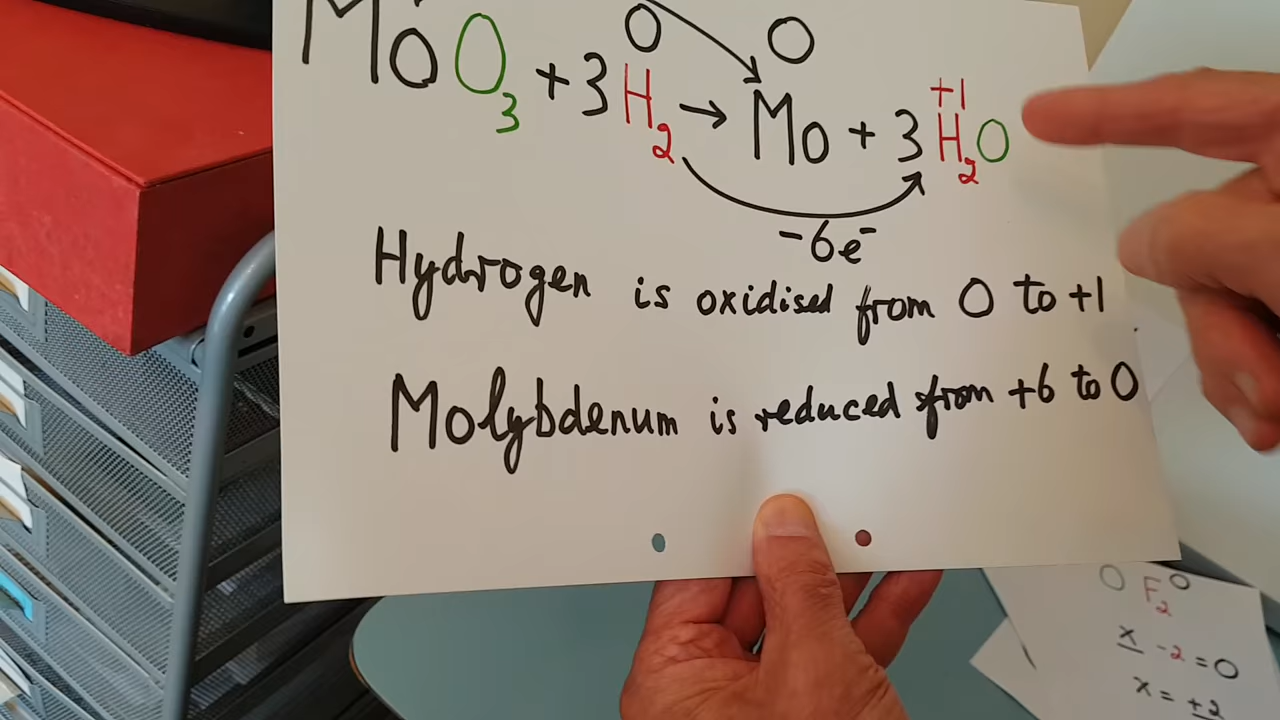 0 0
+1
MoO₃ + 3H₂ → Mo + 3H₂O
-6e⁻
Hydrogen is oxidised from 0 to +1
Molybdenum is reduced from +6 to 0
O F₂ 0
x -2 = 0
x = +2